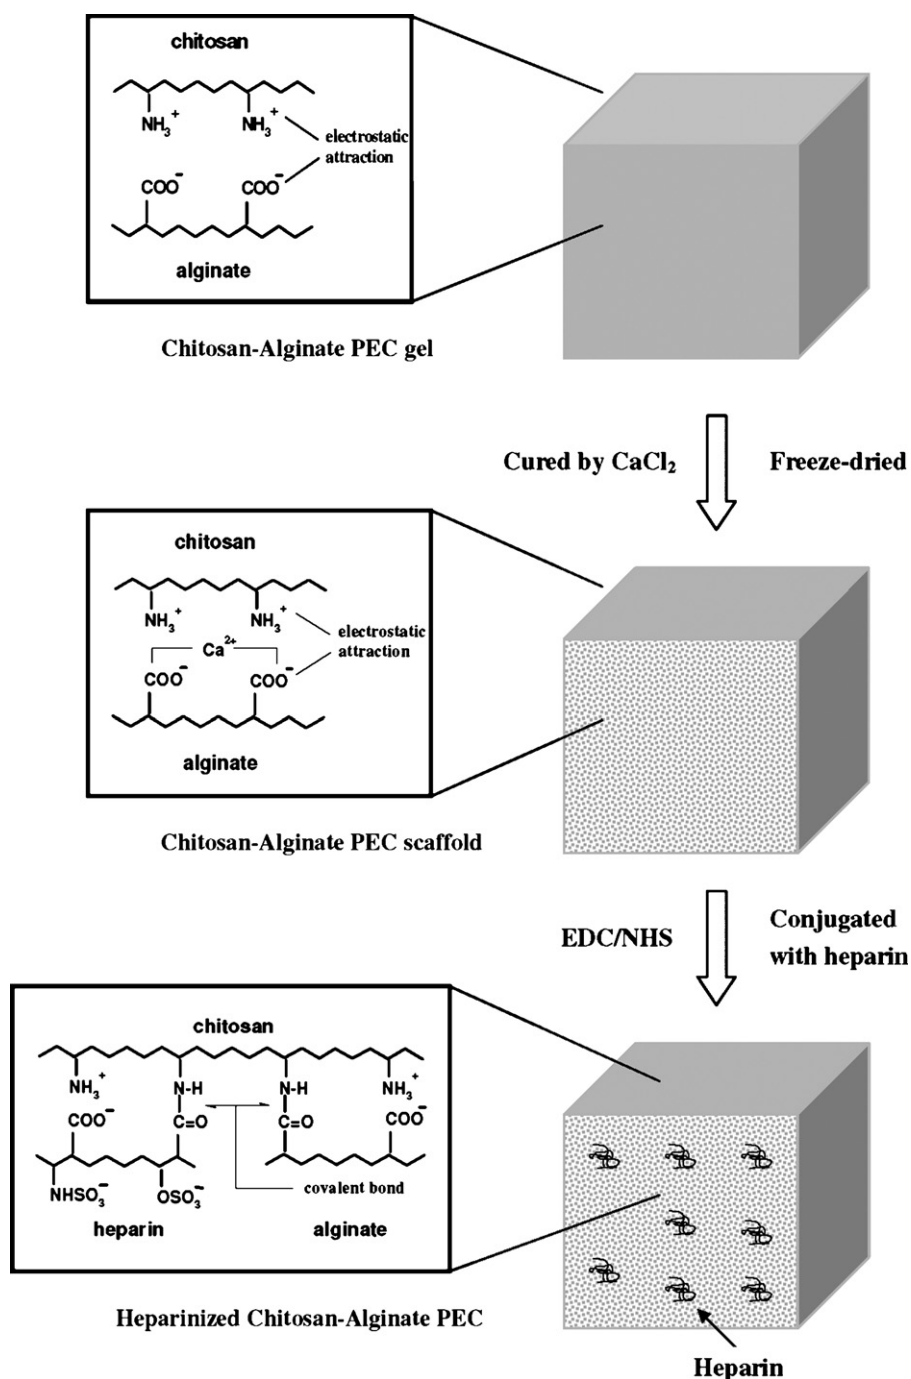 chitosan
NH₃⁺ NH₃⁺
electrostatic
attraction
COO⁻ COO⁻
alginate
Chitosan-Alginate PEC gel
Cured by CaCl₂ Freeze-dried
chitosan
NH₃⁺ NH₃⁺
electrostatic
attraction
Ca²⁺
COO⁻ COO⁻
alginate
Chitosan-Alginate PEC scaffold
EDC/NHS
Conjugated
with heparin
chitosan
NH₃⁺ N-H N-H NH₃⁺
COO⁻ C=O C=O COO⁻
NHSO₃⁻ OSO₃⁻
covalent bond
heparin alginate
Heparinized Chitosan-Alginate PEC
Heparin